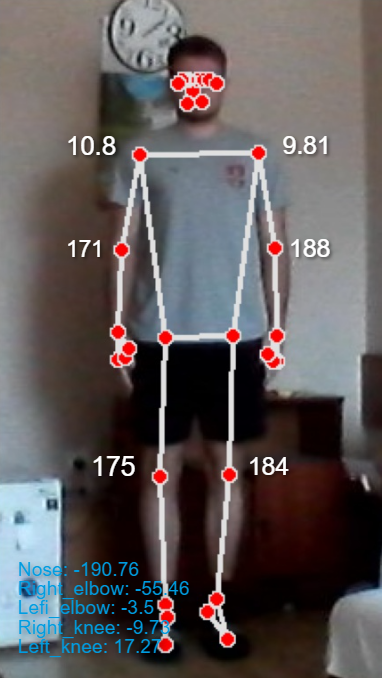 10.8 9.81
171 188
175 184
Nose: -190.76
Right_elbow: -55.46
Left_elbow: -3.5
Right_knee: -9.73
Left_knee: 17.27